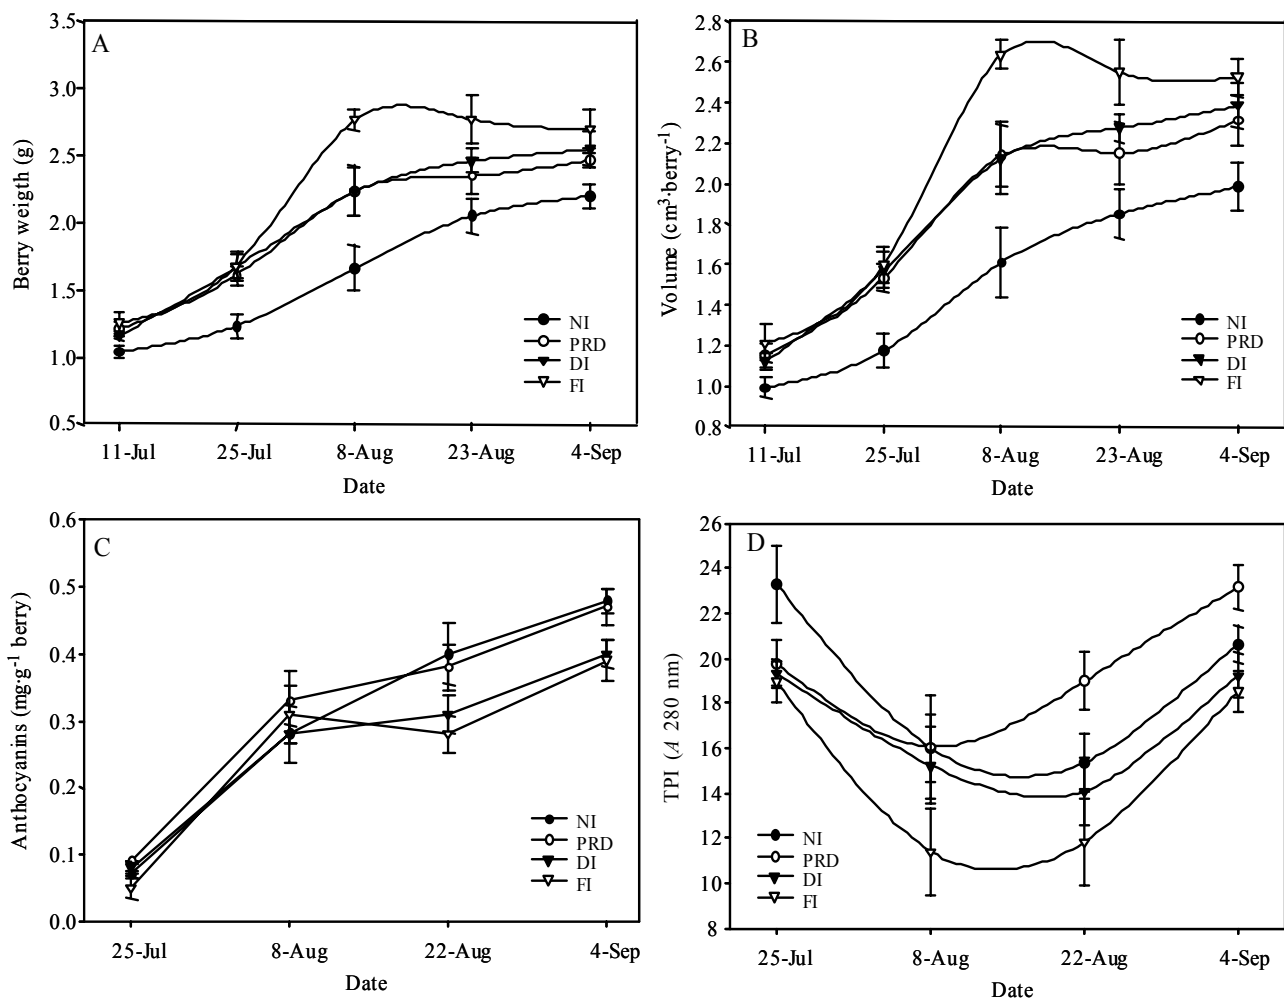 A
Berry weigth (g)
3.5
3.0
2.5
2.0
1.5
1.0
0.5
NI
PRD
DI
FI
11-Jul 25-Jul 8-Aug 23-Aug 4-Sep
Date
B
Volume (cm³·berry⁻¹)
2.8
2.6
2.4
2.2
2.0
1.8
1.6
1.4
1.2
1.0
0.8
NI
PRD
DI
FI
11-Jul 25-Jul 8-Aug 23-Aug 4-Sep
Date
C
Anthocyanins (mg·g⁻¹ berry)
0.6
0.5
0.4
0.3
0.2
0.1
0.0
NI
PRD
DI
FI
25-Jul 8-Aug 22-Aug 4-Sep
Date
D
TPI (A 280 nm)
26
24
22
20
18
16
14
12
10
8
NI
PRD
DI
FI
25-Jul 8-Aug 22-Aug 4-Sep
Date